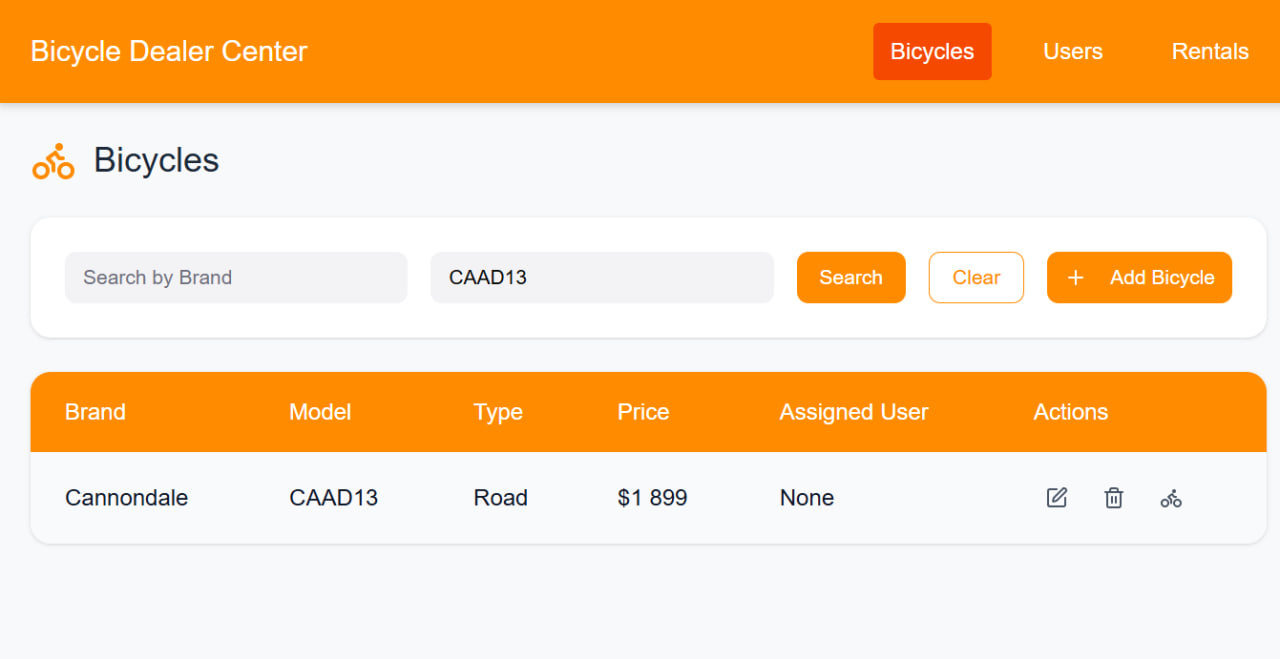 Bicycle Dealer Center Bicycles Users Rentals
Bicycles
Search by Brand CAAD13 Search Clear + Add Bicycle
Brand Model Type Price Assigned User Actions
Cannondale CAAD13 Road $1 899 None